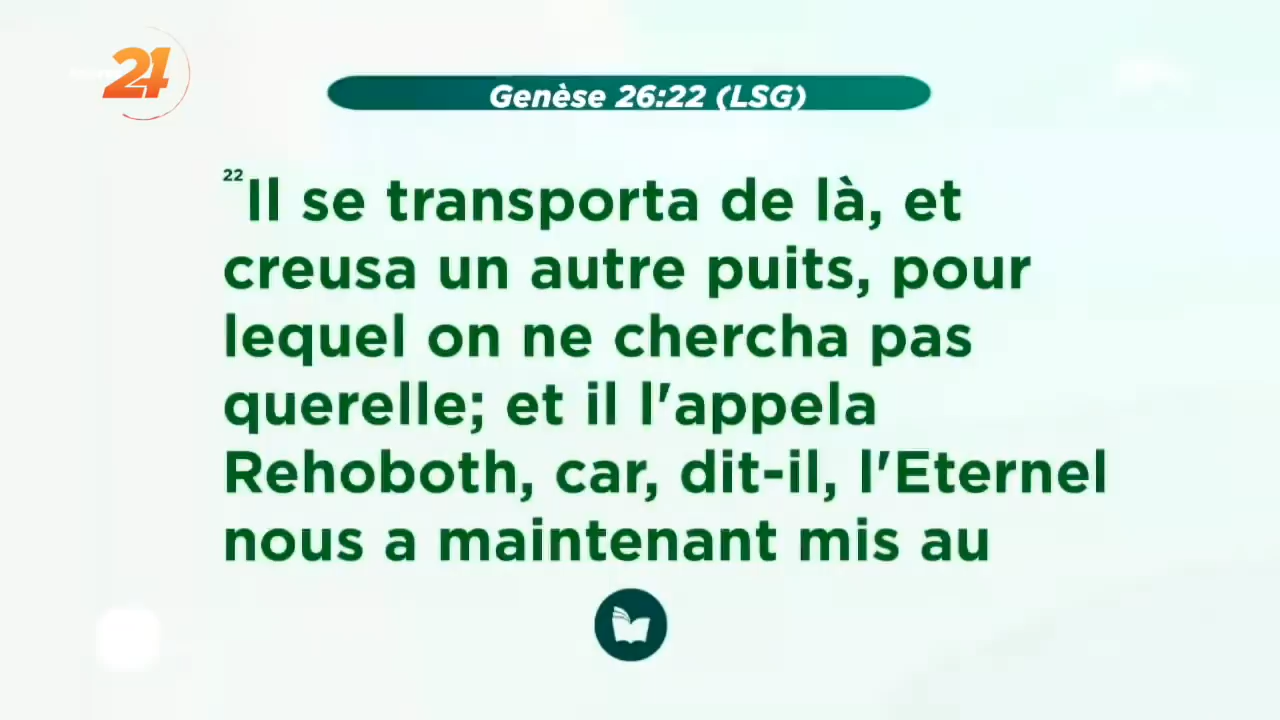 24
Genèse 26:22 (LSG)
22Il se transporta de là, et
creusa un autre puits, pour
lequel on ne chercha pas
querelle; et il l'appela
Rehoboth, car, dit-il, l'Eternel
nous a maintenant mis au